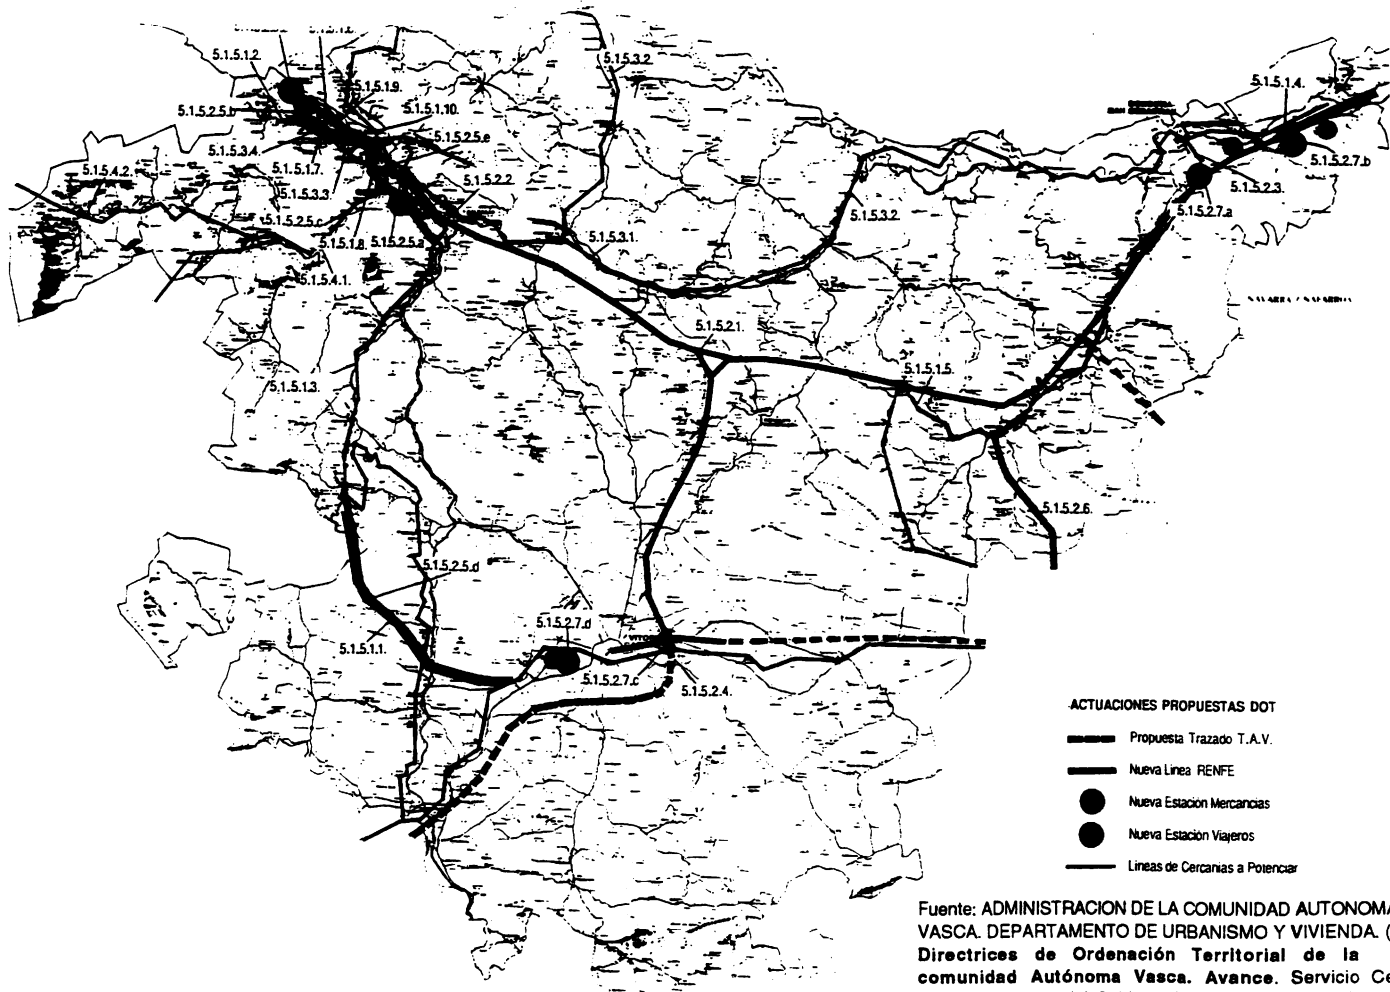 5.1.5.1.2.
5.1.5.3.2
5.1.5.1.9.
5.1.5.1.4.
5.1.5.2.5.b
5.1.5.1.10.
5.1.5.2.5.e
5.1.5.3.4.
5.1.5.2.7.b
5.1.5.4.2.
5.1.5.1.7.
5.1.5.2.2
5.1.5.2.3.
5.1.5.3.3
5.1.5.2.7.a
5.1.5.3.2.
5.1.5.2.5.c
5.1.5.3.1.
5.1.5.1.8.
5.1.5.2.5.a
5.1.5.4.1.
NAVARRA / NAFARROA
5.1.5.2.1.
5.1.5.1.5.
5.1.5.1.3.
5.1.5.2.6.
5.1.5.2.5.d
5.1.5.2.7.d
5.1.5.1.1.
5.1.5.2.7.c
5.1.5.2.4.
ACTUACIONES PROPUESTAS DOT
Propuesta Trazado T.A.V.
Nueva Linea RENFE
Nueva Estación Mercancias
Nueva Estación Viajeros
Lineas de Cercanias a Potenciar
Fuente: ADMINISTRACION DE LA COMUNIDAD AUTONOMA
VASCA. DEPARTAMENTO DE URBANISMO Y VIVIENDA. (
Directrices de Ordenación Territorial de la
comunidad Autónoma Vasca. Avance. Servicio Ce